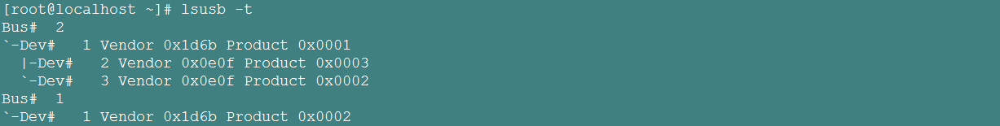 [root@localhost ~]# lsusb -t
Bus#  2
`-Dev#   1 Vendor 0x1d6b Product 0x0001
  |-Dev#   2 Vendor 0x0e0f Product 0x0003
  `-Dev#   3 Vendor 0x0e0f Product 0x0002
Bus#  1
`-Dev#   1 Vendor 0x1d6b Product 0x0002